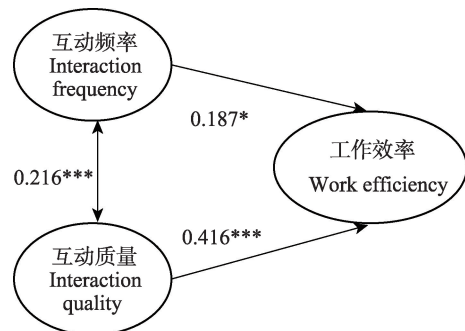 互动频率
Interaction
frequency
0.187*
工作效率
Work efficiency
0.216***
0.416***
互动质量
Interaction
quality